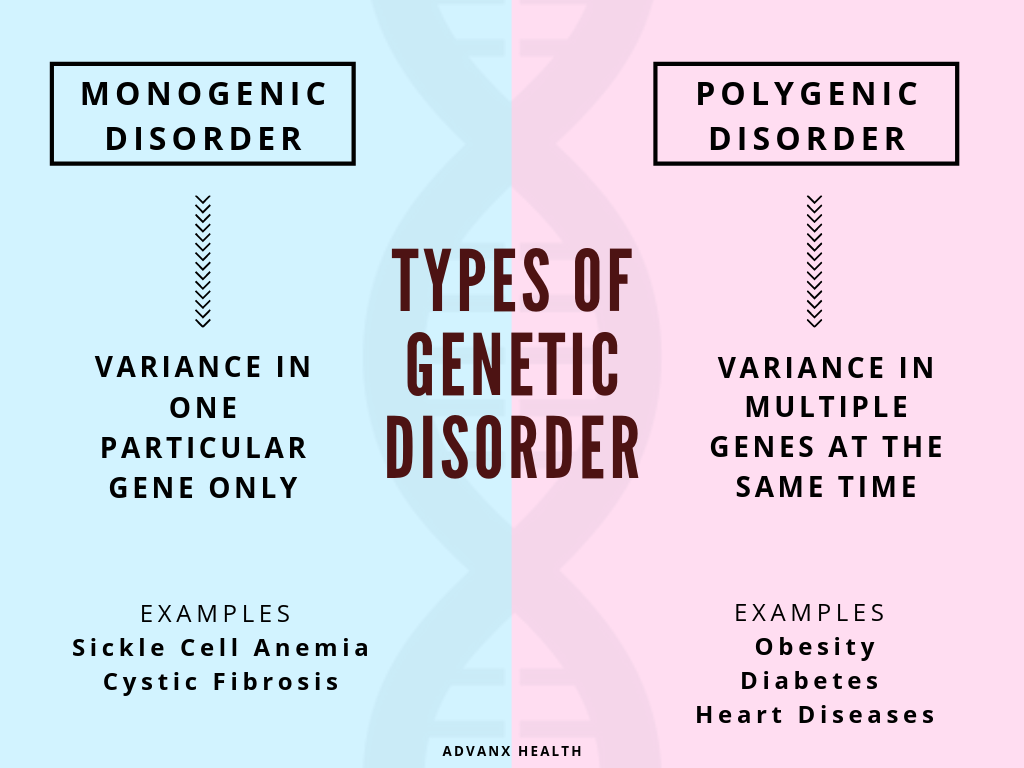 MONOGENIC
DISORDER
VARIANCE IN
ONE
PARTICULAR
GENE ONLY
EXAMPLES
Sickle Cell Anemia
Cystic Fibrosis
TYPES OF
GENETIC
DISORDER
POLYGENIC
DISORDER
VARIANCE IN
MULTIPLE
GENES AT THE
SAME TIME
EXAMPLES
Obesity
Diabetes
Heart Diseases
ADVANX HEALTH